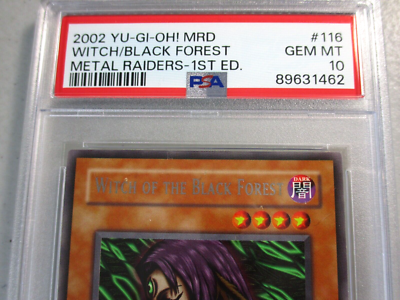 2002 YU-GI-OH! MRD #116
WITCH/BLACK FOREST GEM MT
METAL RAIDERS-1ST ED. 10
PSA 89631462
WITCH OF THE BLACK FOREST
DARK
闇